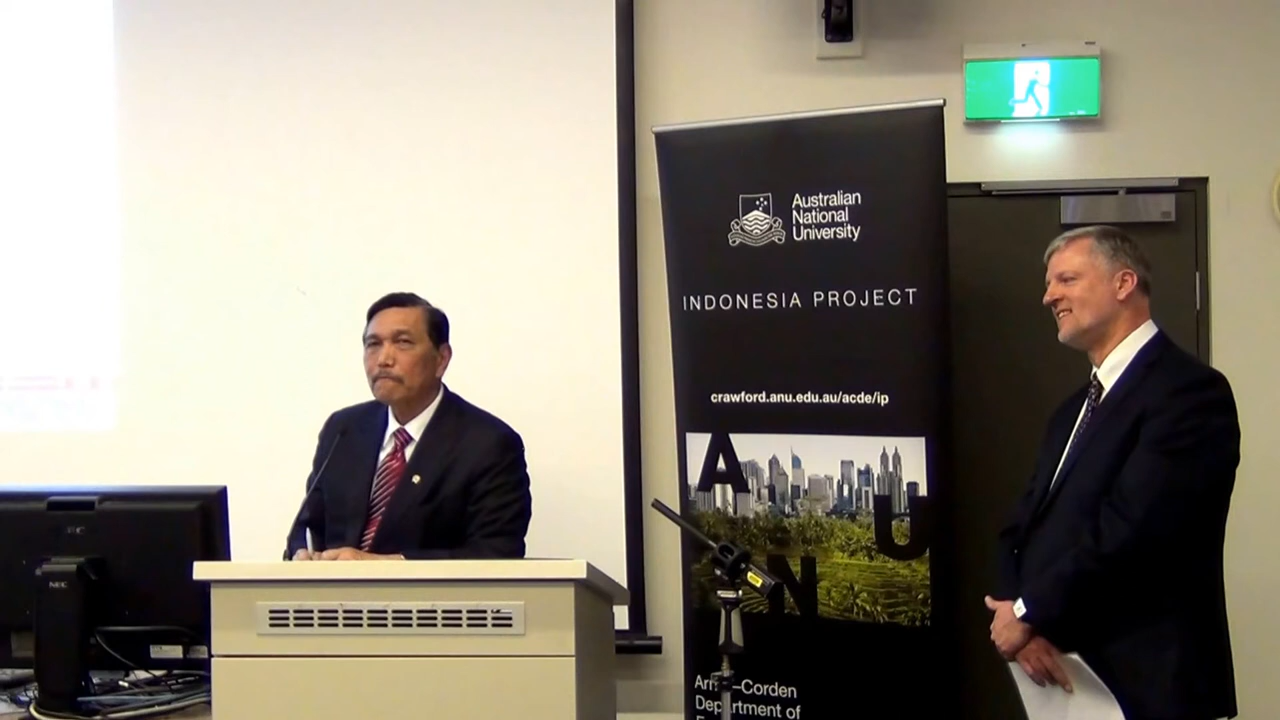 Australian
National
University
INDONESIA PROJECT
crawford.anu.edu.au/acde/ip
A
U
N
NEC
Corden
Department of